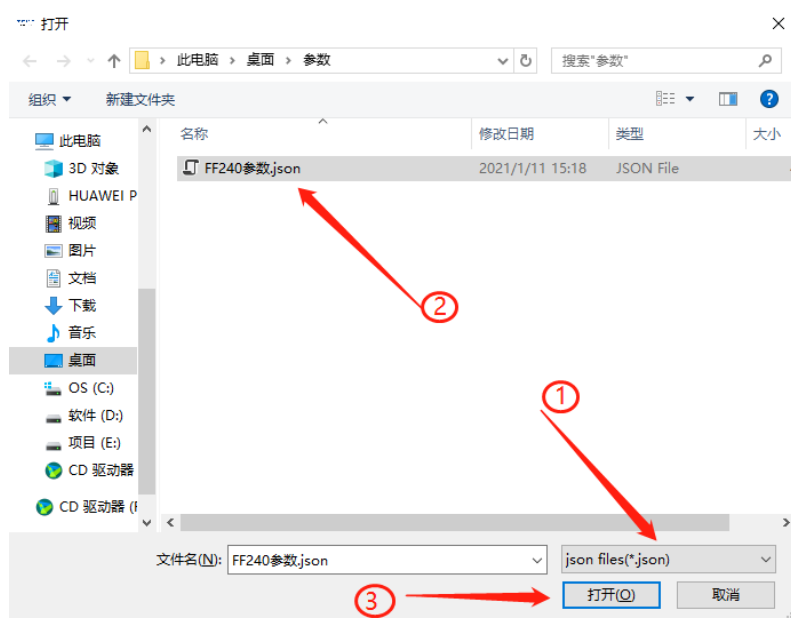 打开
此电脑 > 桌面 > 参数
搜索"参数"
组织
新建文件夹
名称
修改日期
类型
大小
FF240参数.json
2021/1/11 15:18
JSON File
此电脑
3D 对象
HUAWEI P
视频
图片
文档
下载
音乐
桌面
OS (C:)
软件 (D:)
项目 (E:)
CD 驱动器
CD 驱动器 (F
②
①
文件名(N):
FF240参数.json
json files(*.json)
③
打开(O)
取消